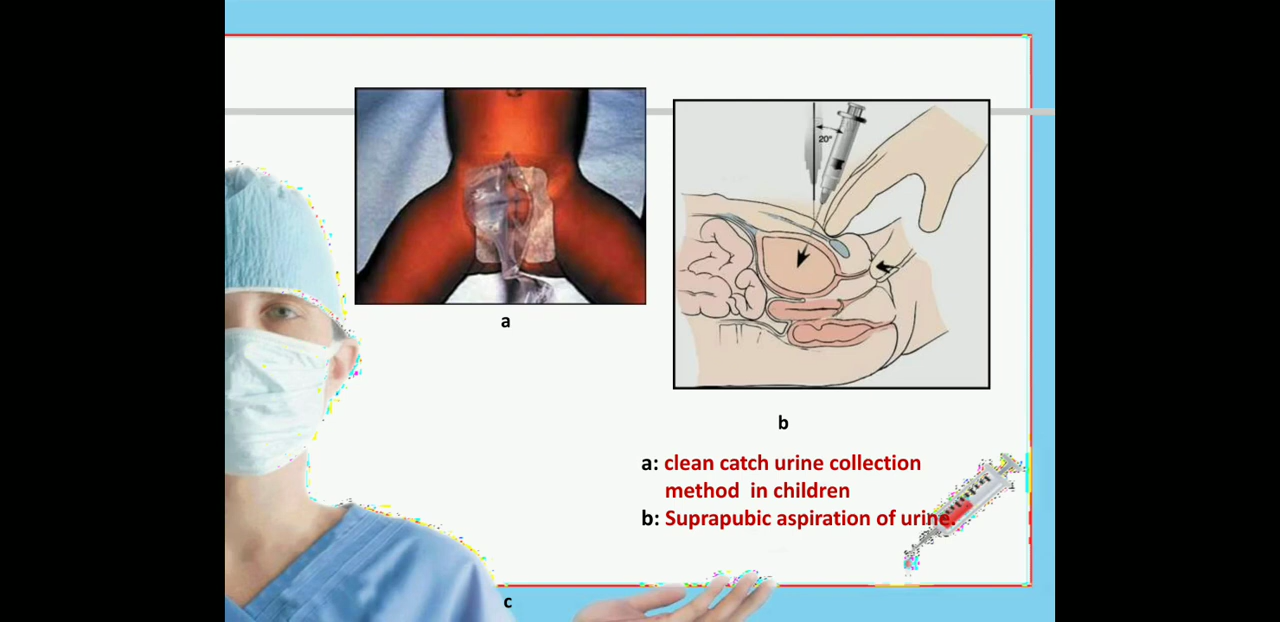 20°
a
b
a: clean catch urine collection
method in children
b: Suprapubic aspiration of urine.
c